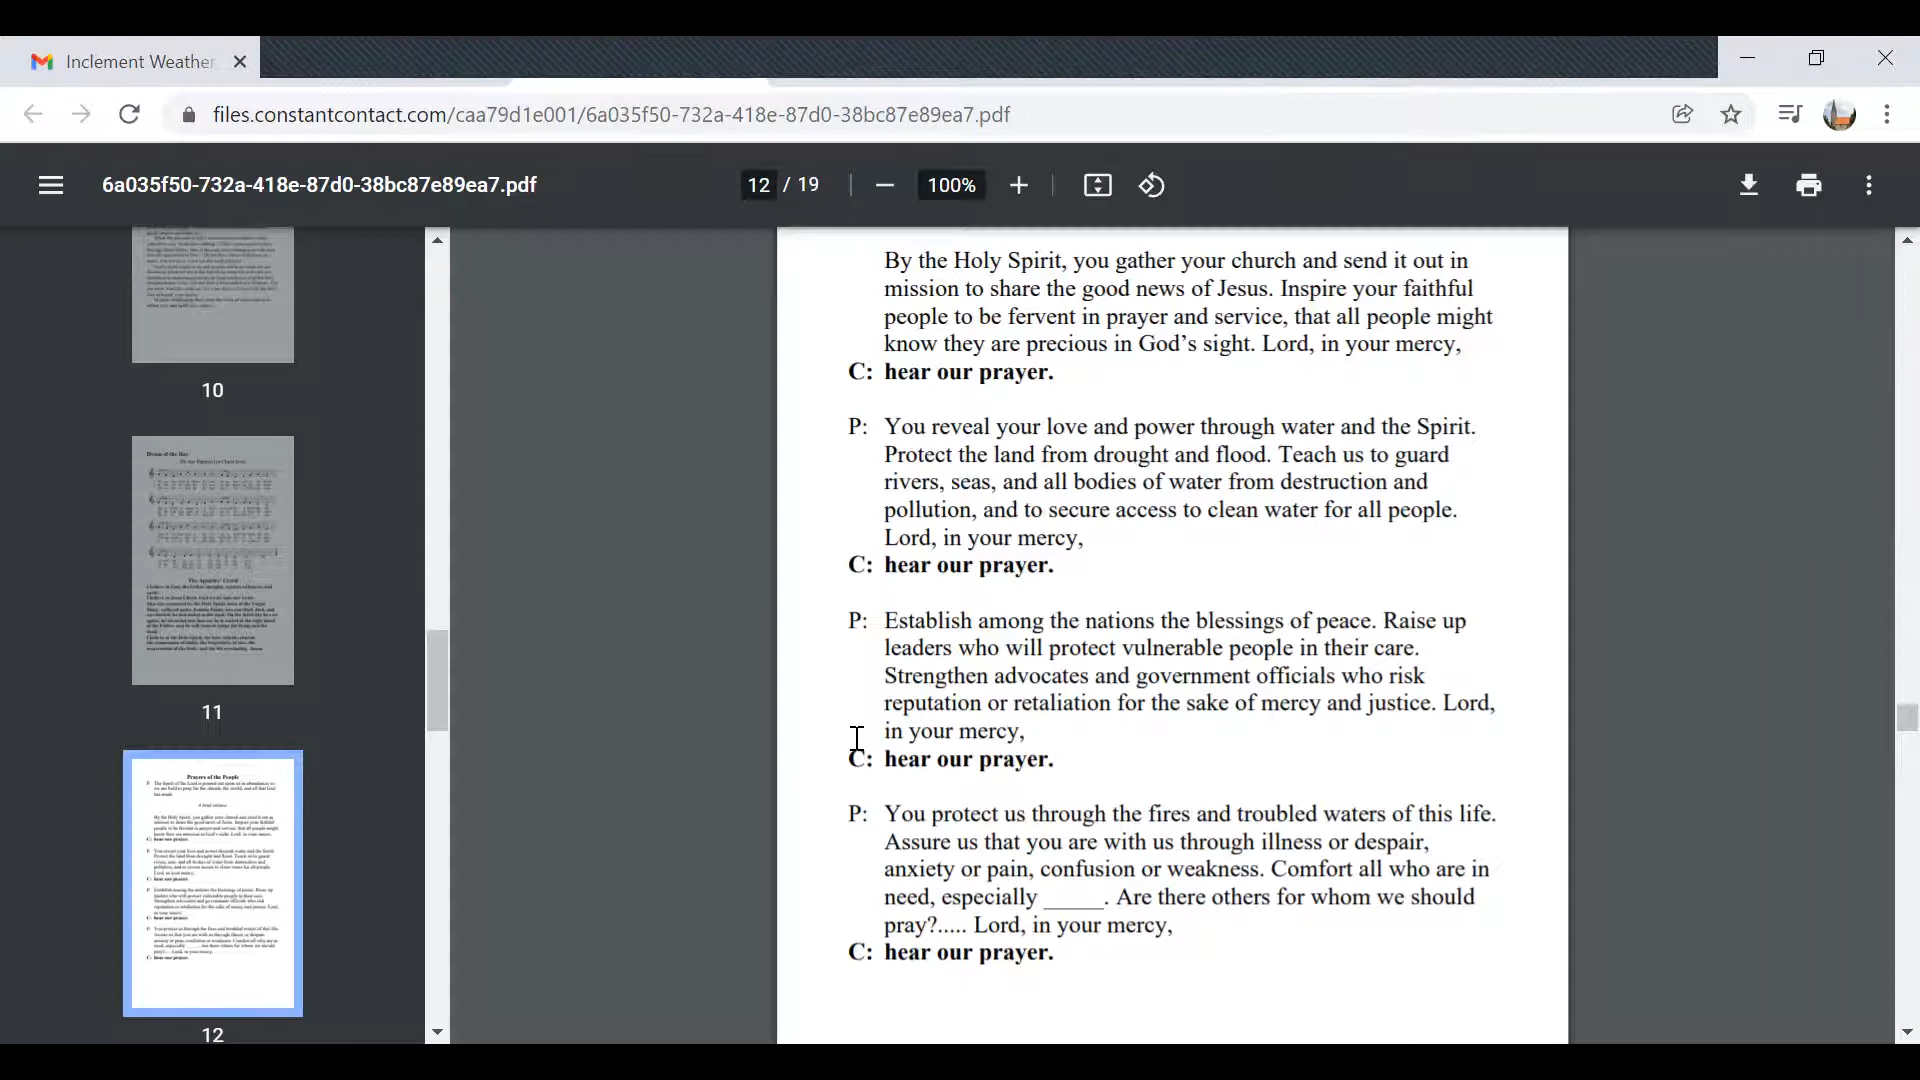 Inclement Weather
files.constantcontact.com/caa79d1e001/6a035f50-732a-418e-87d0-38bc87e89ea7.pdf
6a035f50-732a-418e-87d0-38bc87e89ea7.pdf
12 / 19
100%
10
11
Prayers of the People
12
By the Holy Spirit, you gather your church and send it out in
mission to share the good news of Jesus. Inspire your faithful
people to be fervent in prayer and service, that all people might
know they are precious in God’s sight. Lord, in your mercy,
C: hear our prayer.
P: You reveal your love and power through water and the Spirit.
Protect the land from drought and flood. Teach us to guard
rivers, seas, and all bodies of water from destruction and
pollution, and to secure access to clean water for all people.
Lord, in your mercy,
C: hear our prayer.
P: Establish among the nations the blessings of peace. Raise up
leaders who will protect vulnerable people in their care.
Strengthen advocates and government officials who risk
reputation or retaliation for the sake of mercy and justice. Lord,
in your mercy,
C: hear our prayer.
P: You protect us through the fires and troubled waters of this life.
Assure us that you are with us through illness or despair,
anxiety or pain, confusion or weakness. Comfort all who are in
need, especially _____. Are there others for whom we should
pray?..... Lord, in your mercy,
C: hear our prayer.